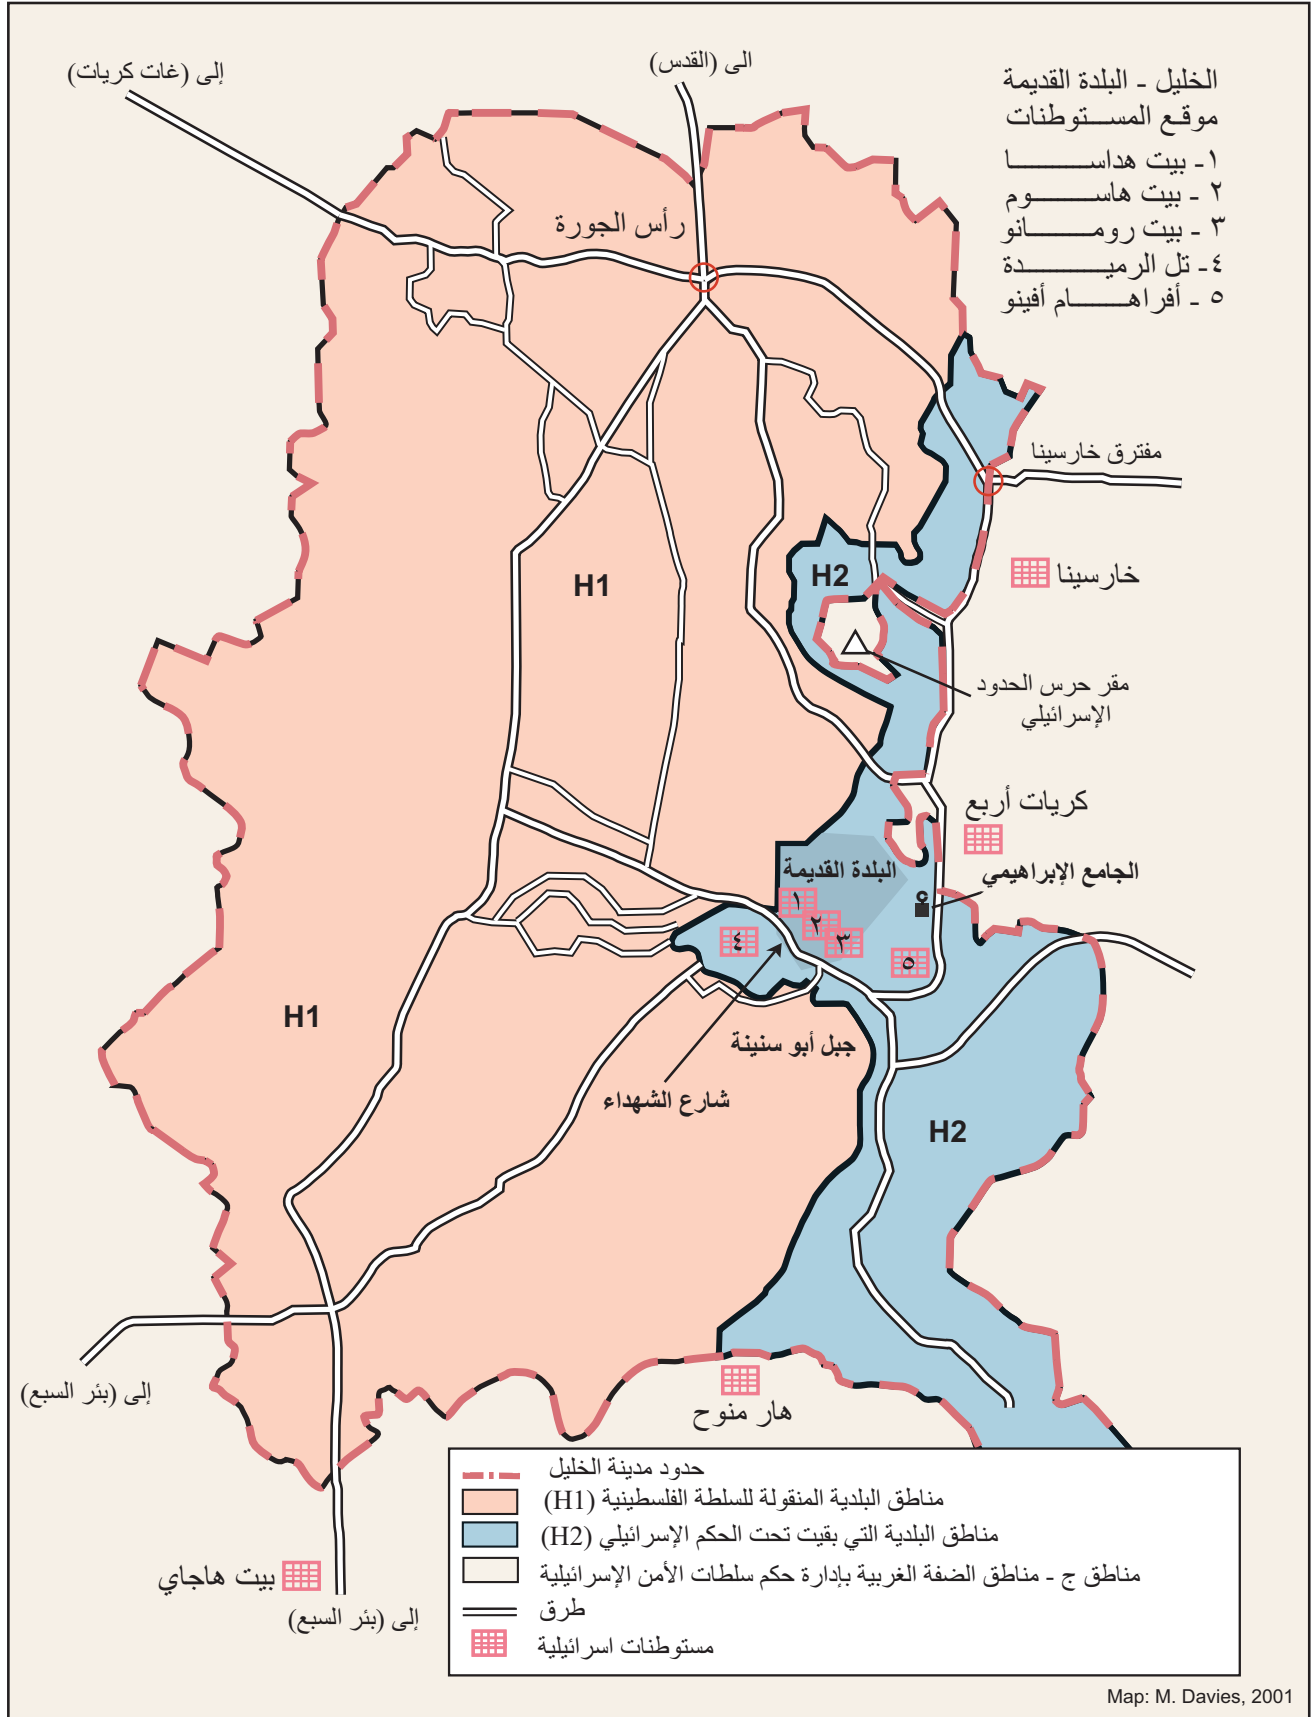 إلى (غات كريات)
الى (القدس)
الخليل - البلدة القديمة
موقع المستوطنات
١- بيت هداسا
٢ - بيت هاسوم
٣ - بيت رومانو
٤- تل الرميدة
٥ - أفراهام أفينو
رأس الجورة
مفترق خارسينا
H1
H2
خارسينا
مقر حرس الحدود
الإسرائيلي
كريات أربع
البلدة القديمة
الجامع الإبراهيمي
١
٢
٣
٤
٥
H1
جبل أبو سنينة
شارع الشهداء
H2
إلى (بئر السبع)
هار منوح
حدود مدينة الخليل
مناطق البلدية المنقولة للسلطة الفلسطينية (H1)
مناطق البلدية التي بقيت تحت الحكم الإسرائيلي (H2)
مناطق ج - مناطق الضفة الغربية بإدارة حكم سلطات الأمن الإسرائيلية
طرق
مستوطنات اسرائيلية
بيت هاجاي
إلى (بئر السبع)
Map: M. Davies, 2001